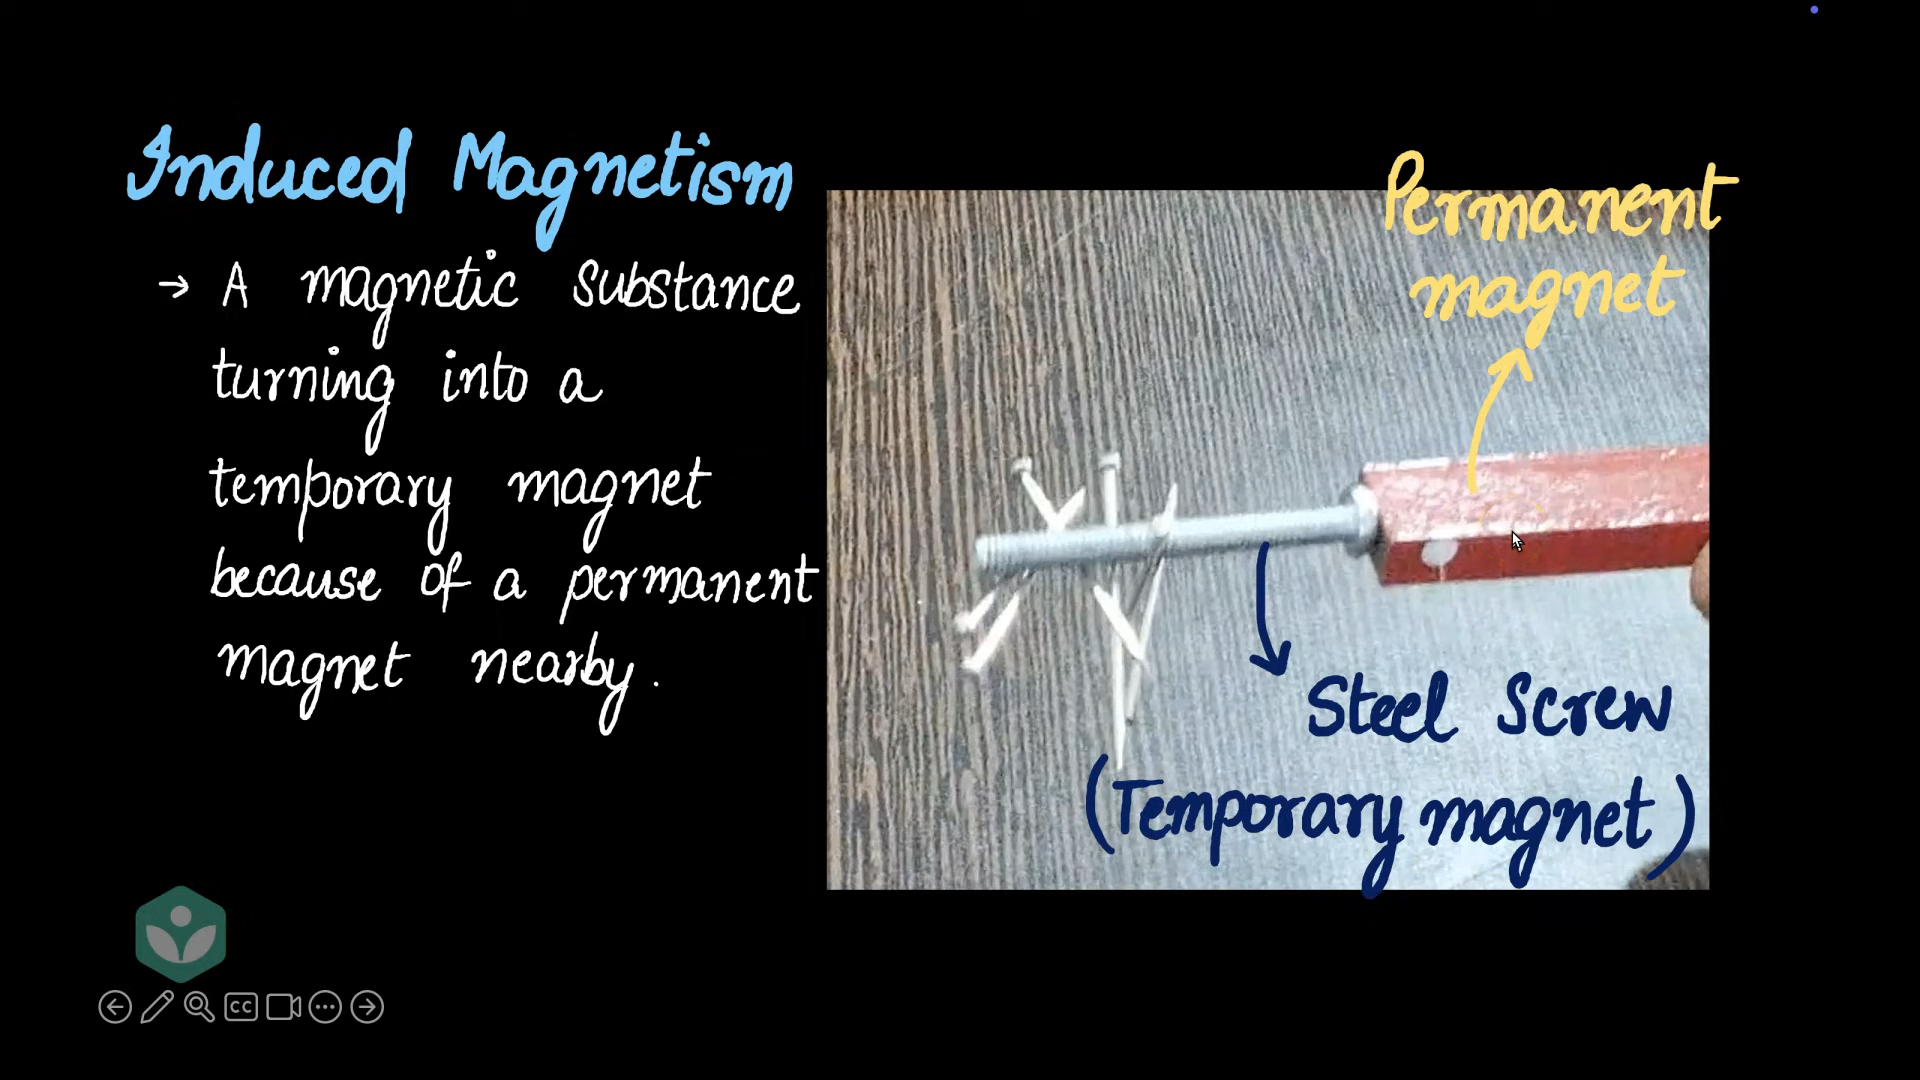 Induced Magnetism
→ A magnetic substance
turning into a
temporary magnet
because of a permanent
magnet nearby.
Permanent
magnet
Steel Screw
(Temporary magnet)
CC